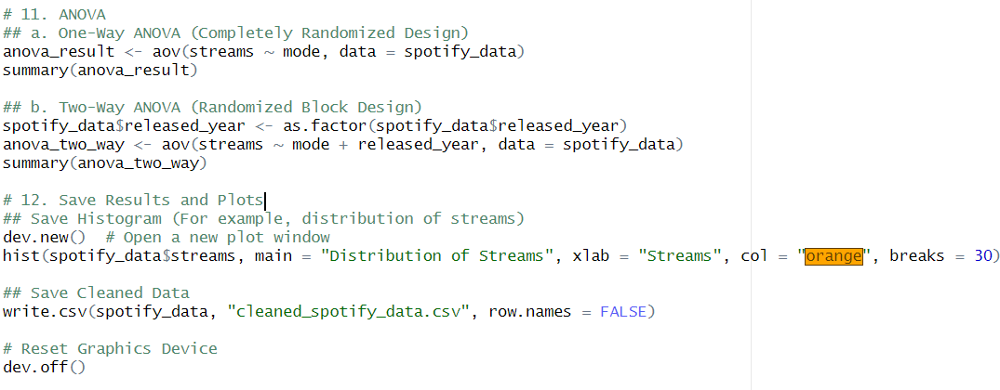 # 11. ANOVA
## a. One-Way ANOVA (Completely Randomized Design)
anova_result <- aov(streams ~ mode, data = spotify_data)
summary(anova_result)
## b. Two-Way ANOVA (Randomized Block Design)
spotify_data$released_year <- as.factor(spotify_data$released_year)
anova_two_way <- aov(streams ~ mode + released_year, data = spotify_data)
summary(anova_two_way)
# 12. Save Results and Plots
## Save Histogram (For example, distribution of streams)
dev.new()  # Open a new plot window
hist(spotify_data$streams, main = "Distribution of Streams", xlab = "Streams", col = "orange", breaks = 30)
## Save Cleaned Data
write.csv(spotify_data, "cleaned_spotify_data.csv", row.names = FALSE)
# Reset Graphics Device
dev.off()